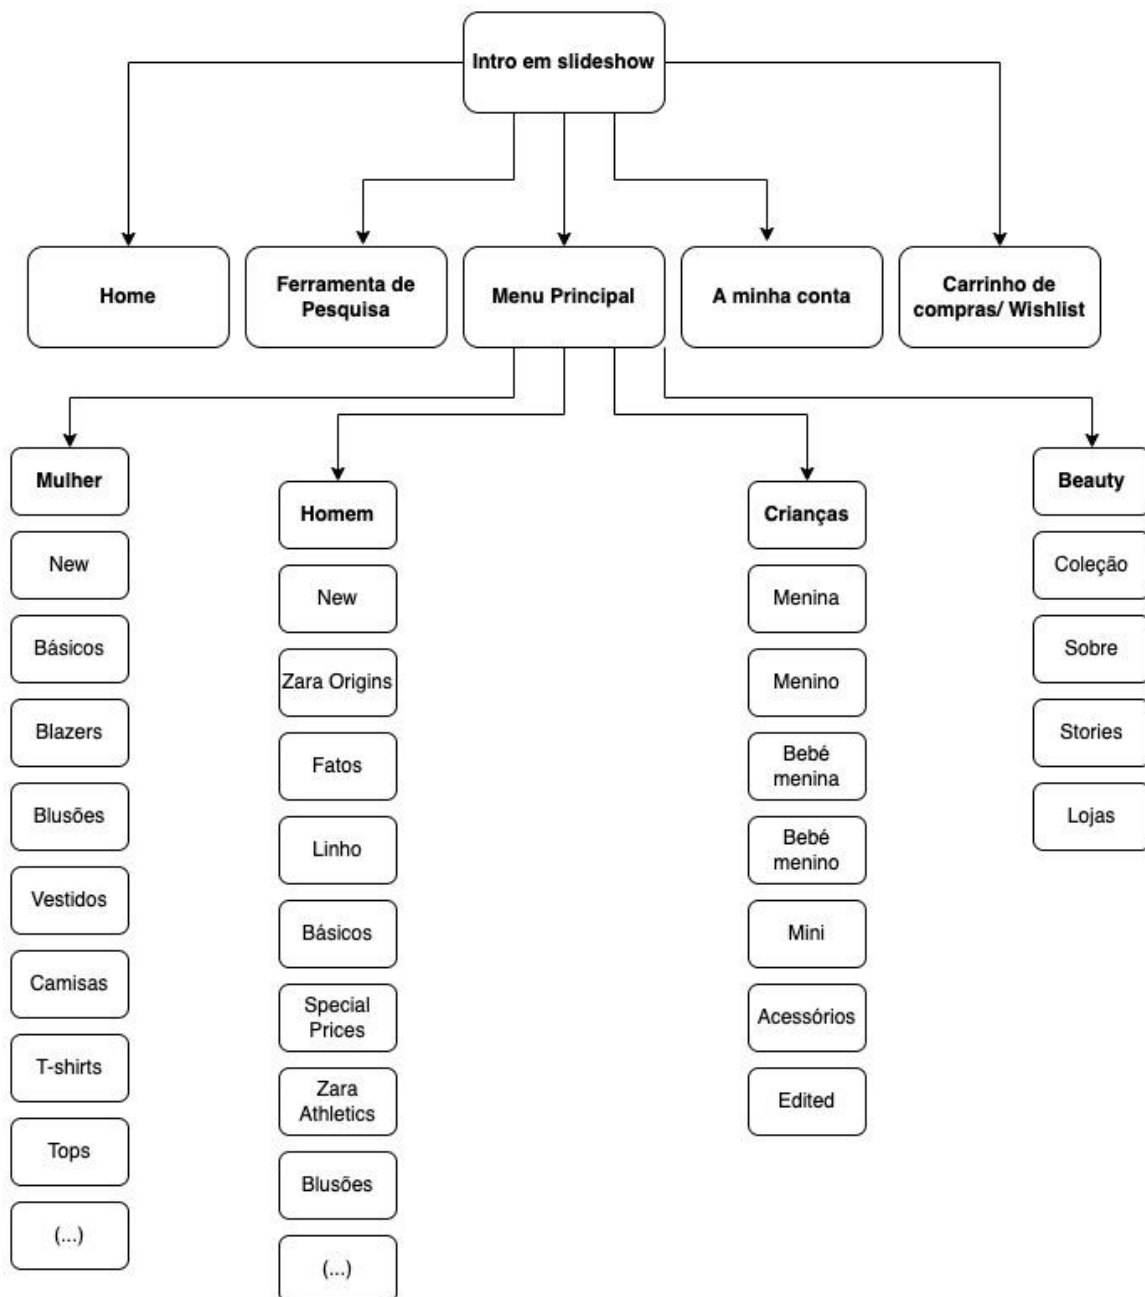 Intro em slideshow
Home
Ferramenta de
Pesquisa
Menu Principal
A minha conta
Carrinho de
compras/ Wishlist
Mulher
New
Básicos
Blazers
Blusões
Vestidos
Camisas
T-shirts
Tops
(...)
Homem
New
Zara Origins
Fatos
Linho
Básicos
Special
Prices
Zara
Athletics
Blusões
(...)
Crianças
Menina
Menino
Bebé
menina
Bebé
menino
Mini
Acessórios
Edited
Beauty
Coleção
Sobre
Stories
Lojas